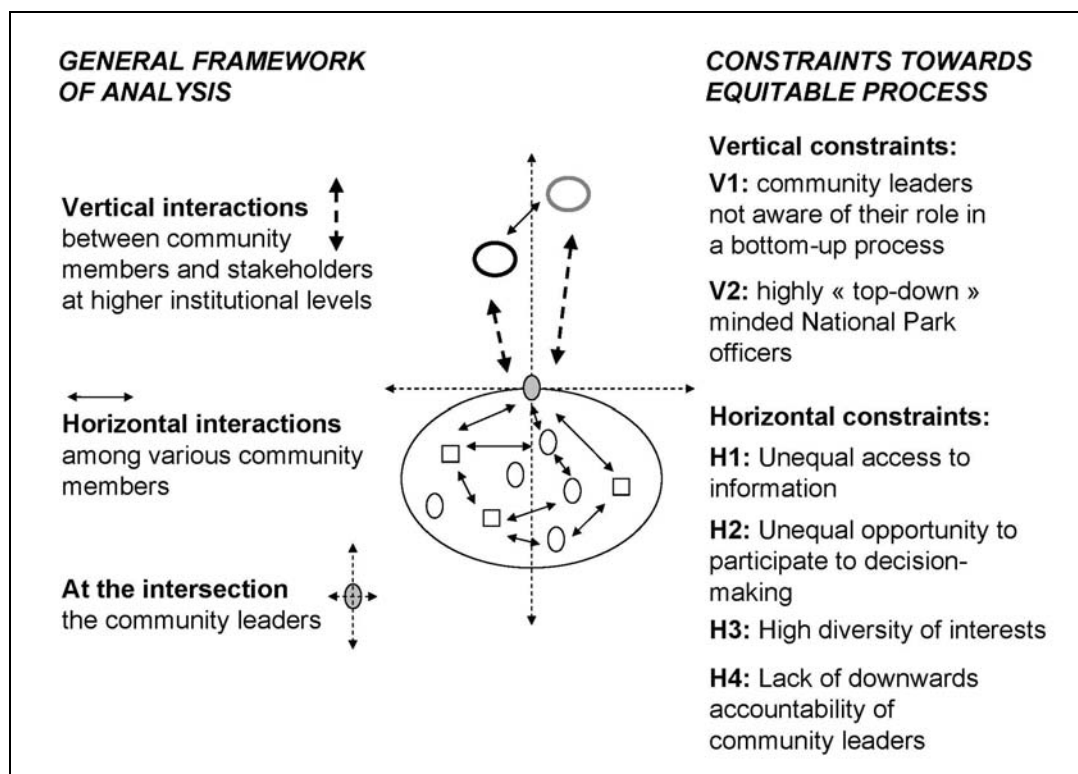 GENERAL FRAMEWORK
OF ANALYSIS
Vertical interactions
between community
members and stakeholders
at higher institutional levels
Horizontal interactions
among various community
members
At the intersection
the community leaders
CONSTRAINTS TOWARDS
EQUITABLE PROCESS
Vertical constraints:
V1: community leaders
not aware of their role in
a bottom-up process
V2: highly « top-down »
minded National Park
officers
Horizontal constraints:
H1: Unequal access to
information
H2: Unequal opportunity to
participate to decision-
making
H3: High diversity of interests
H4: Lack of downwards
accountability of
community leaders